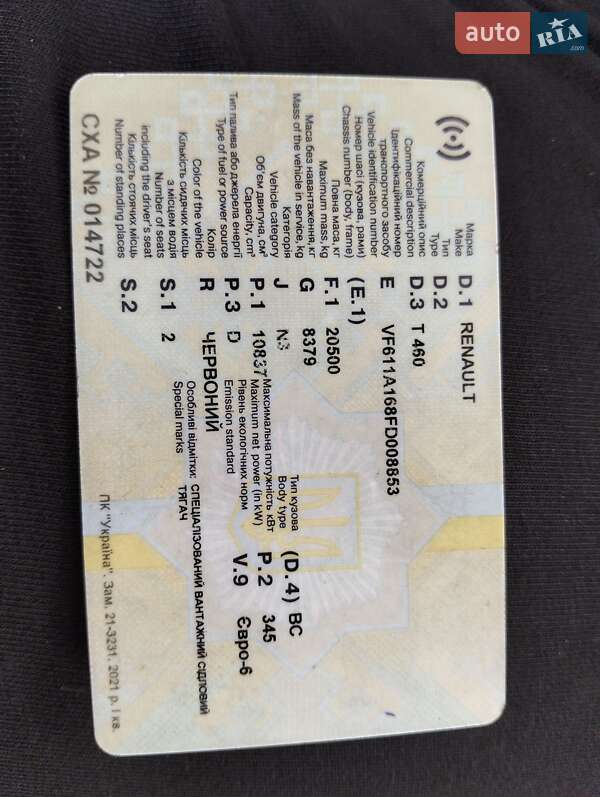 auto RIA .com
Марка
Make D.1 RENAULT
Тип
Type D.2
Комерційний опис
Commercial description D.3 T 460
Ідентифікаційний номер
транспортного засобу
Vehicle identification number E VF611A168FD008853
Номер шасі (кузова, рами)
Chassis number (body, frame) (E.1)
Повна маса, кг
Maximum mass, kg F.1 20500
Маса без навантаження, кг
Mass of the vehicle in service, kg G 8379
Категорія
Vehicle category J N3
Тип кузова
Body type (D.4) BC
Об'єм двигуна, см³
Capacity, cm³ P.1 10837
Максимальна потужність кВт
Maximum net power (in kW) P.2 345
Тип палива або джерела енергії
Type of fuel or power source P.3 D
Рівень екологічних норм
Emission standard V.9 Євро-6
Колір
Color of the vehicle R ЧЕРВОНИЙ
Кількість сидячих місць
з місцем водія
Number of seats
including the driver's seat S.1 2
Особливі відмітки: СПЕЦІАЛІЗОВАНИЙ ВАНТАЖНИЙ СІДЛОВИЙ
Special marks ТЯГАЧ
Кількість стоячих місць
Number of standing places S.2
СХА № 014722
ПК "Україна". Зам. 21-3231. 2021 р. I кв.